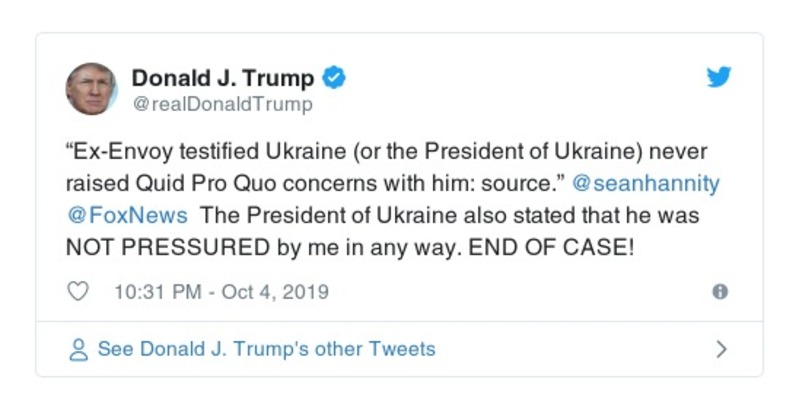 Donald J. Trump
@realDonaldTrump
“Ex-Envoy testified Ukraine (or the President of Ukraine) never
raised Quid Pro Quo concerns with him: source.” @seanhannity
@FoxNews The President of Ukraine also stated that he was
NOT PRESSURED by me in any way. END OF CASE!
10:31 PM - Oct 4, 2019
See Donald J. Trump's other Tweets